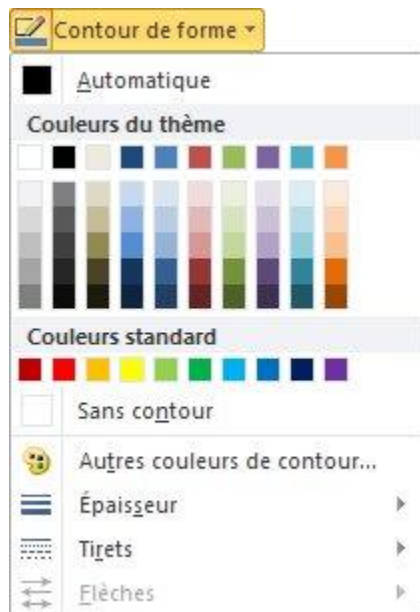 Contour de forme
Automatique
Couleurs du thème
Couleurs standard
Sans contour
Autres couleurs de contour...
Épaisseur
Tirets
Flèches